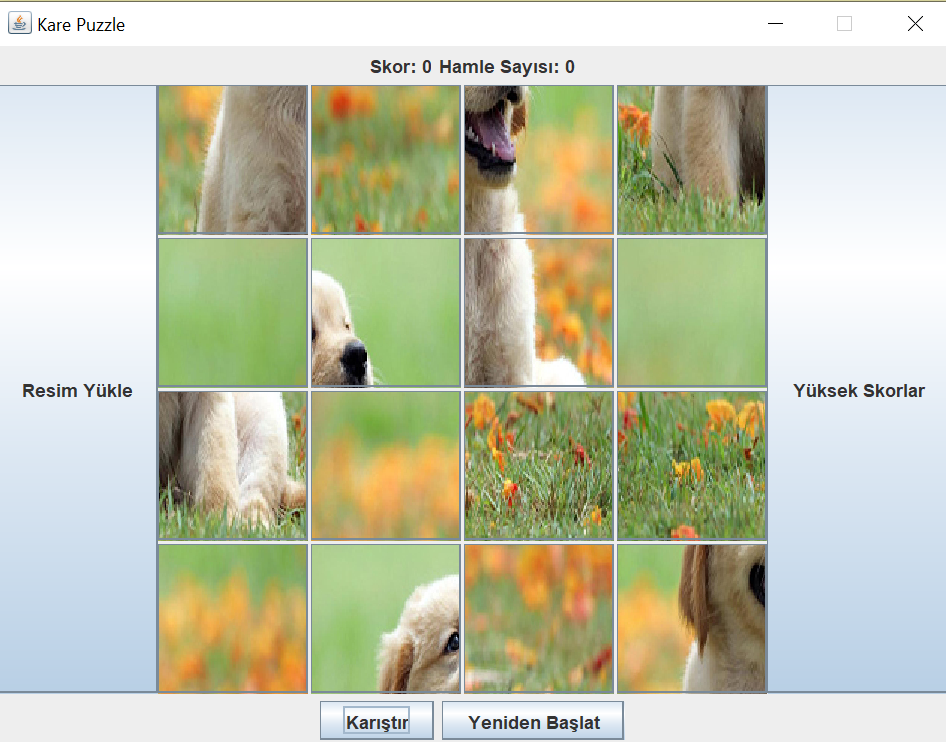 Kare Puzzle
Skor: 0 Hamle Sayısı: 0
Resim Yükle
Yüksek Skorlar
Karıştır
Yeniden Başlat